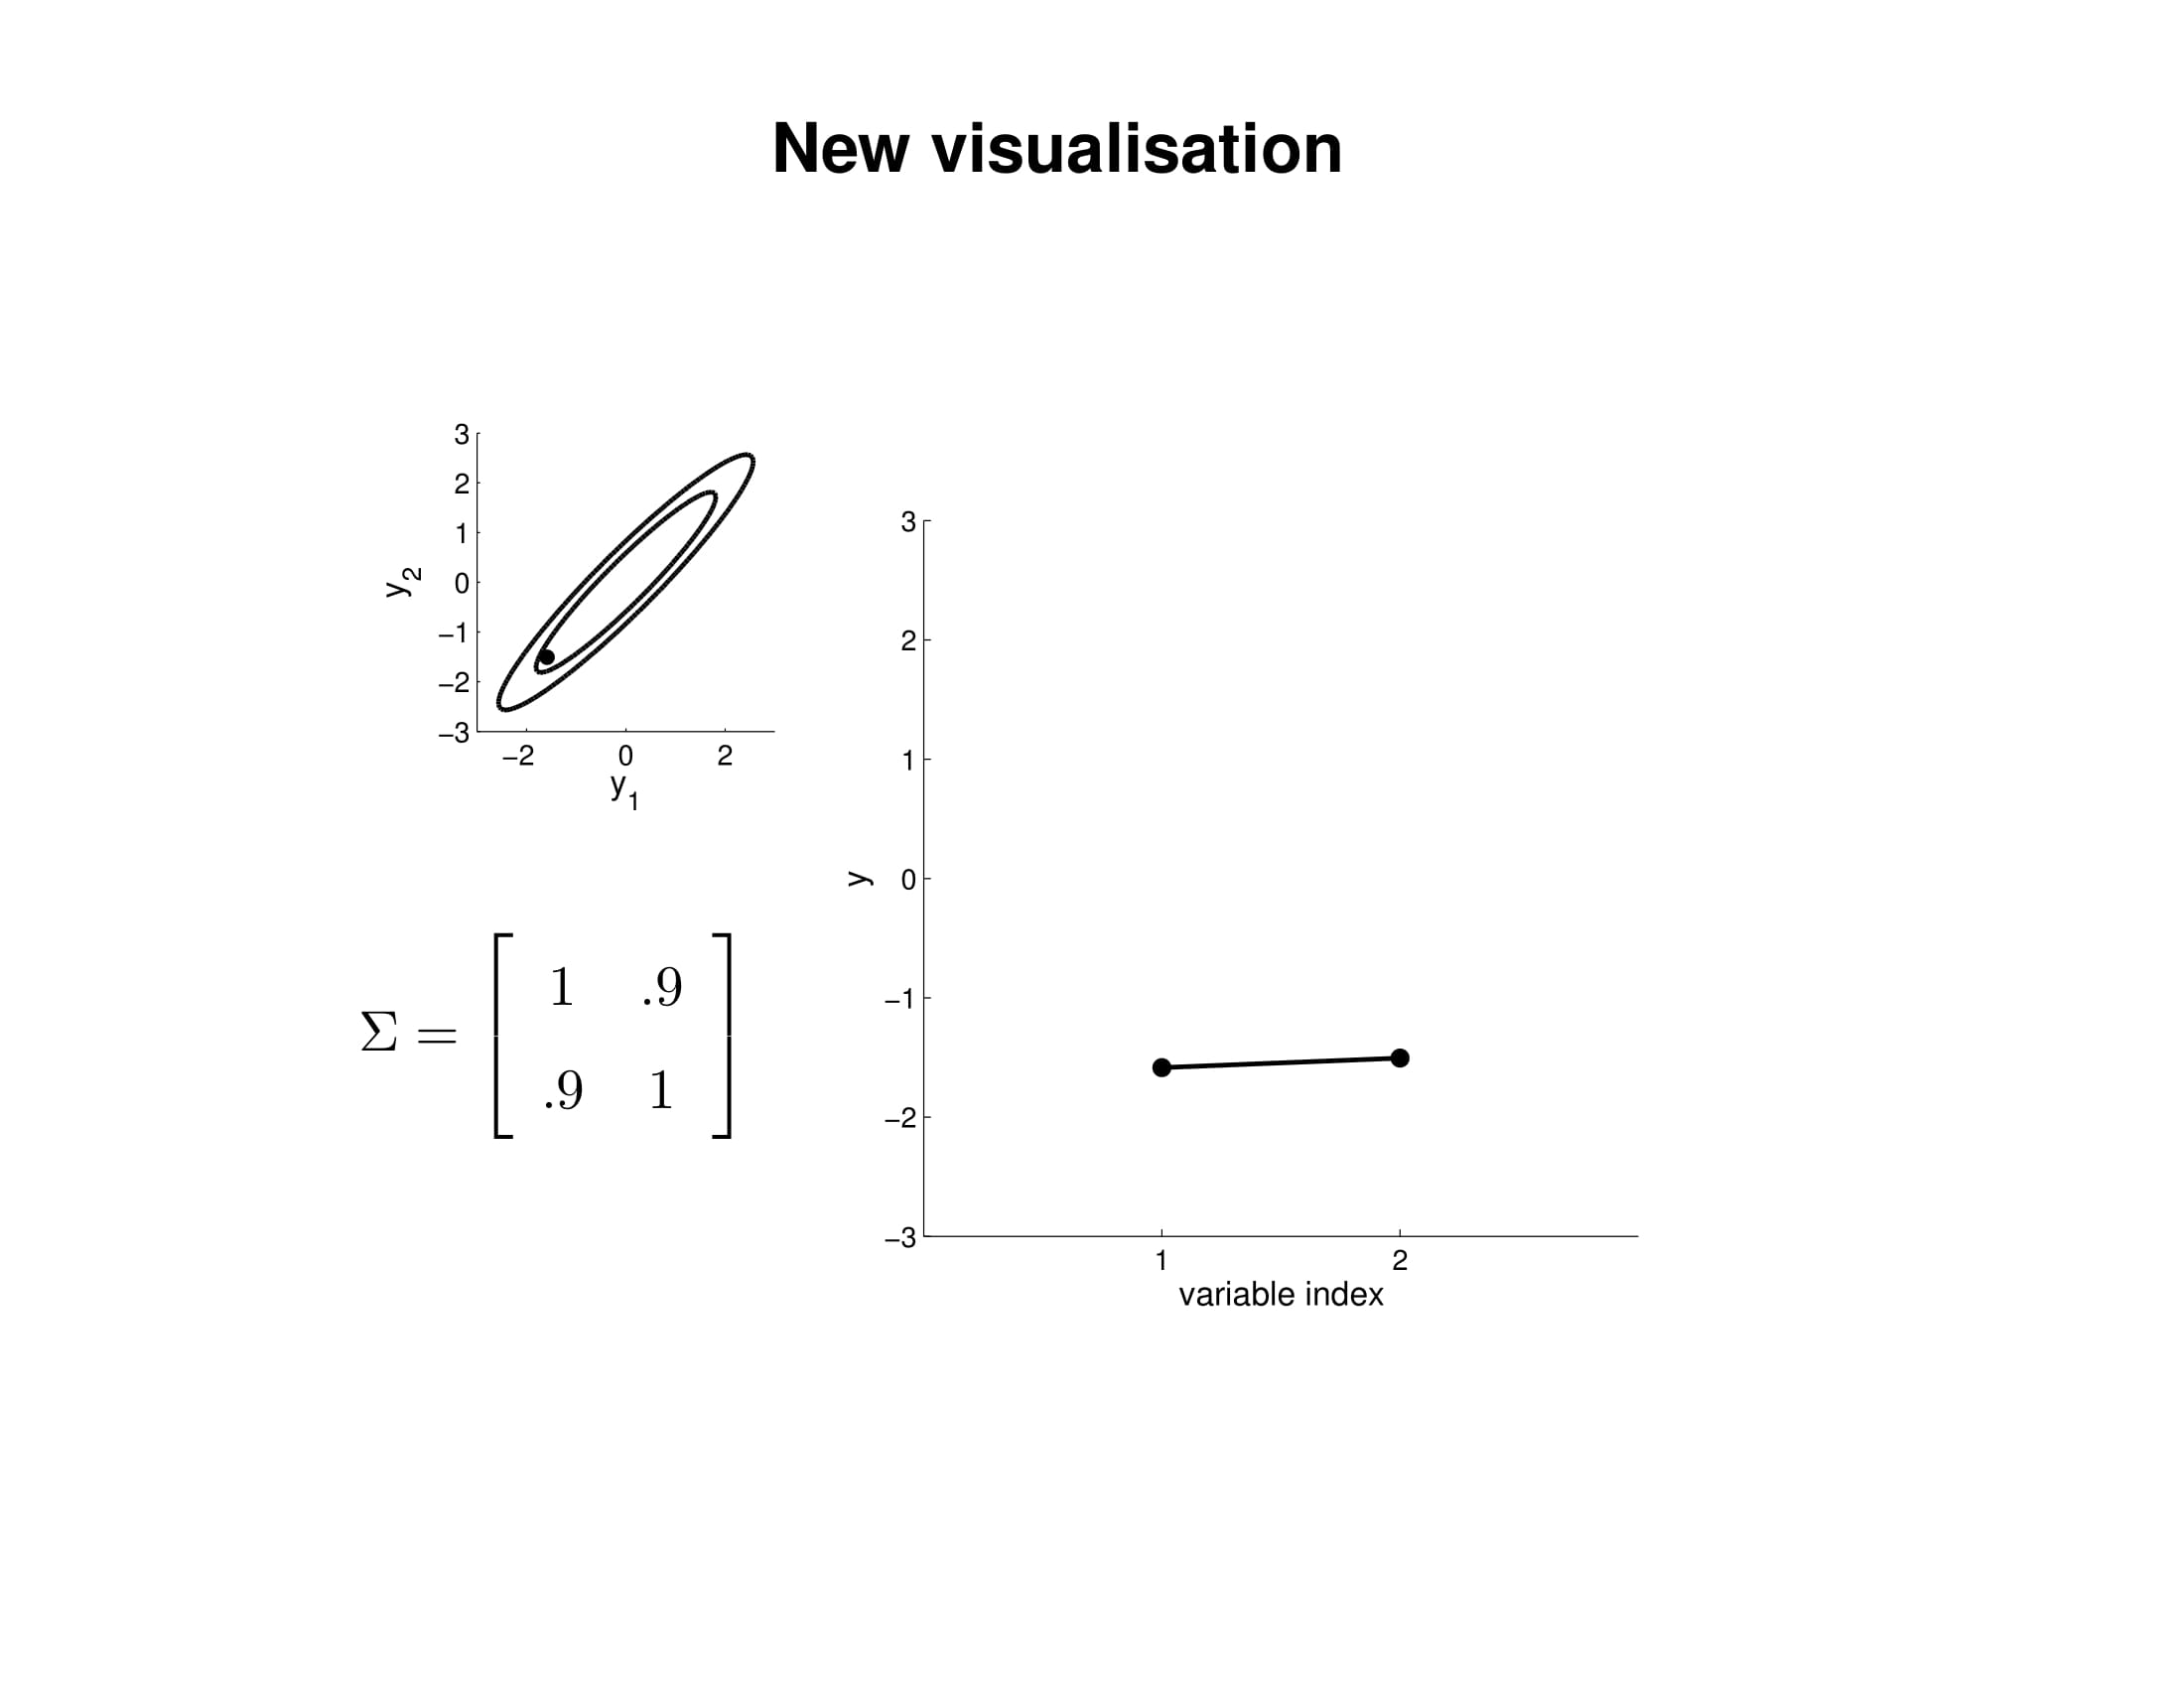 New visualisation
3
2
1
0
−1
−2
−3
y2
−2 0 2
y1
Σ = [ 1 .9
.9 1 ]
3
2
1
0
−1
−2
−3
y
1 2
variable index